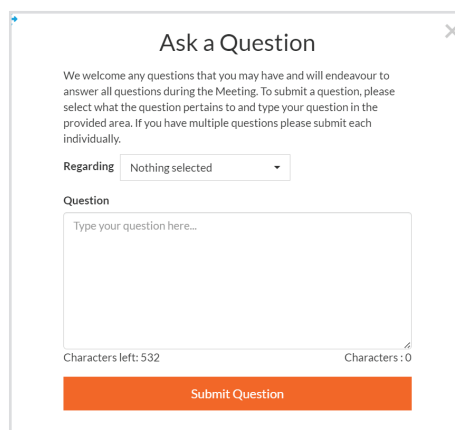 Ask a Question
We welcome any questions that you may have and will endeavour to
answer all questions during the Meeting. To submit a question, please
select what the question pertains to and type your question in the
provided area. If you have multiple questions please submit each
individually.
Regarding Nothing selected
Question
Type your question here...
Characters left: 532 Characters : 0
Submit Question